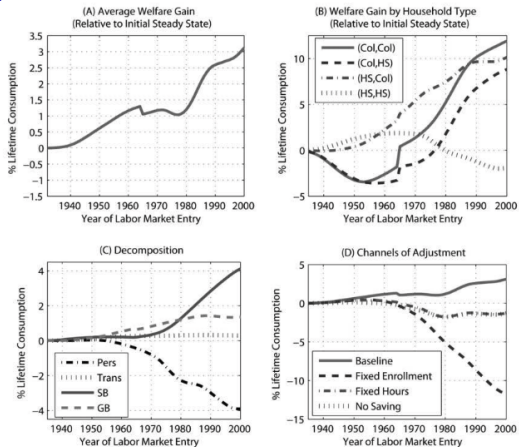 (A) Average Welfare Gain
(Relative to Initial Steady State)
% Lifetime Consumption
3.5
3
2.5
2
1.5
1
0.5
0
−0.5
−1
−1.5
1940 1950 1960 1970 1980 1990 2000
Year of Labor Market Entry
(B) Welfare Gain by Household Type
(Relative to Initial Steady State)
% Lifetime Consumption
10
5
0
−5
(Col,Col)
(Col,HS)
(HS,Col)
(HS,HS)
1940 1950 1960 1970 1980 1990 2000
Year of Labor Market Entry
(C) Decomposition
% Lifetime Consumption
4
2
0
−2
−4
Pers
Trans
SB
GB
1940 1950 1960 1970 1980 1990 2000
Year of Labor Market Entry
(D) Channels of Adjustment
% Lifetime Consumption
5
0
−5
−10
−15
Baseline
Fixed Enrollment
Fixed Hours
No Saving
1940 1950 1960 1970 1980 1990 2000
Year of Labor Market Entry